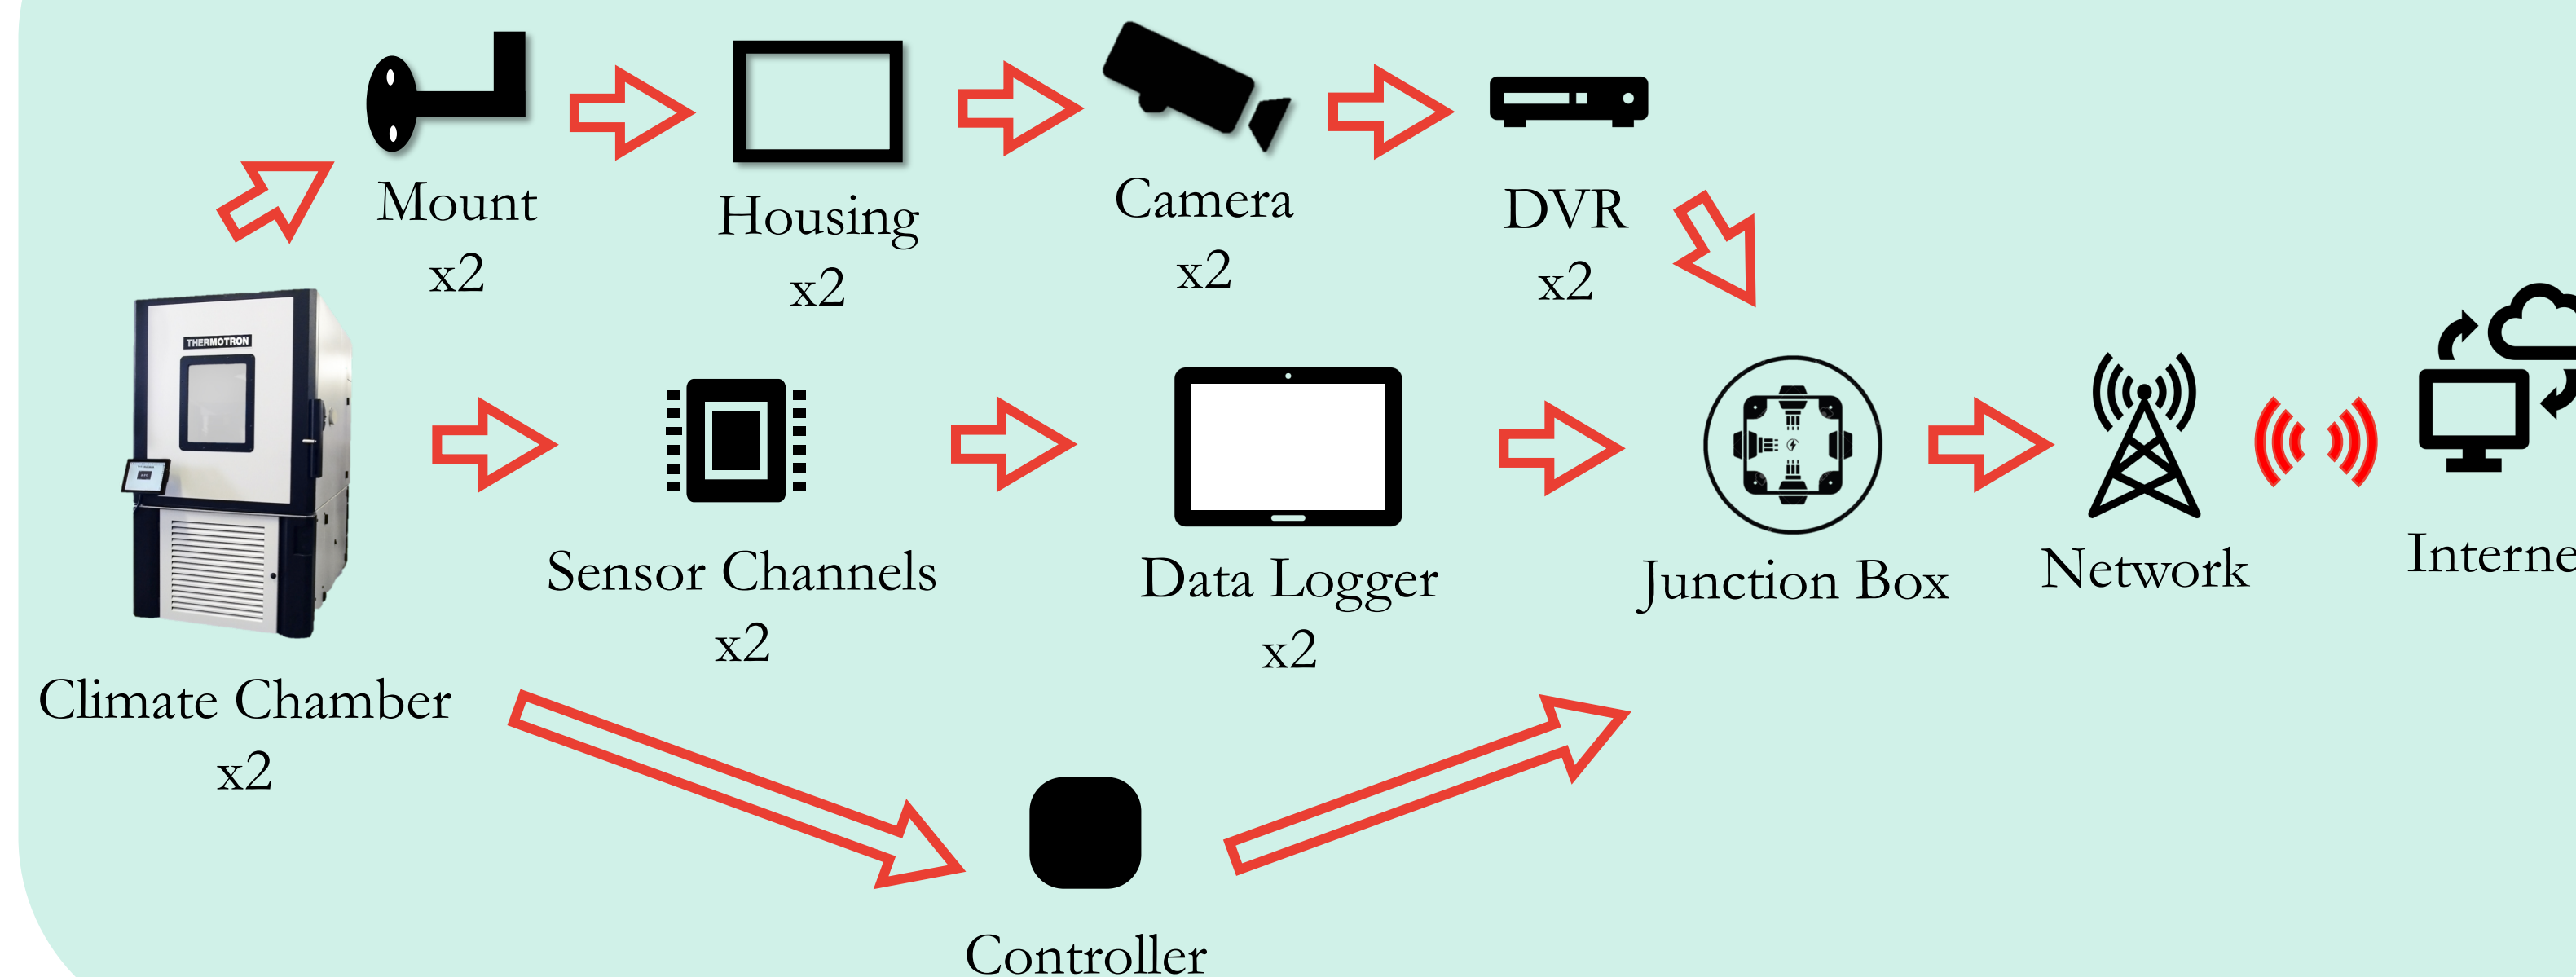 Mount
x2
Housing
x2
Camera
x2
DVR
x2
THERMOTRON
Climate Chamber
x2
Sensor Channels
x2
Data Logger
x2
Junction Box
Network
Interne
Controller